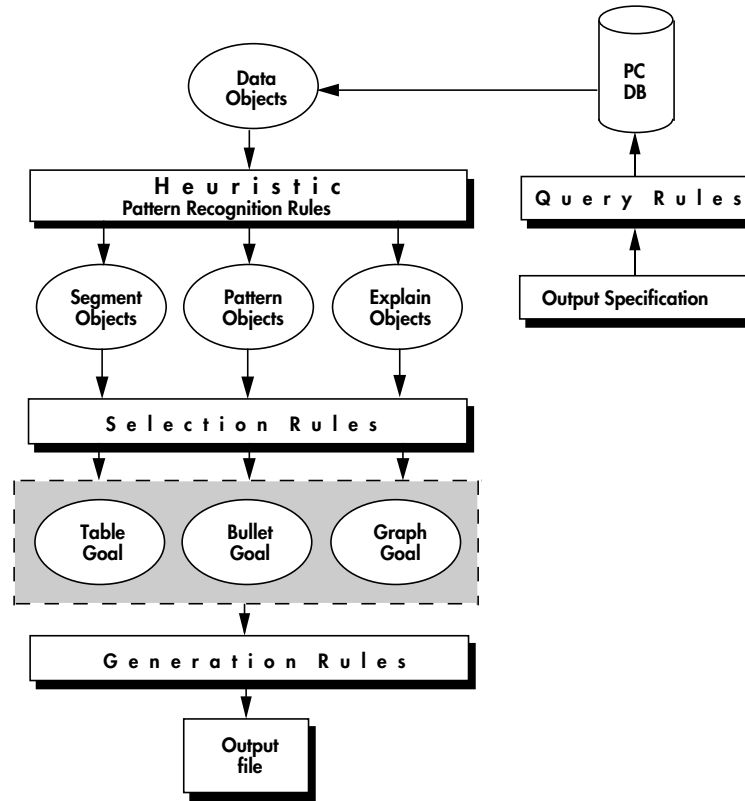 Data
Objects
PC
DB
Heuristic
Pattern Recognition Rules
Query Rules
Segment
Objects
Pattern
Objects
Explain
Objects
Output Specification
Selection Rules
Table
Goal
Bullet
Goal
Graph
Goal
Generation Rules
Output
file